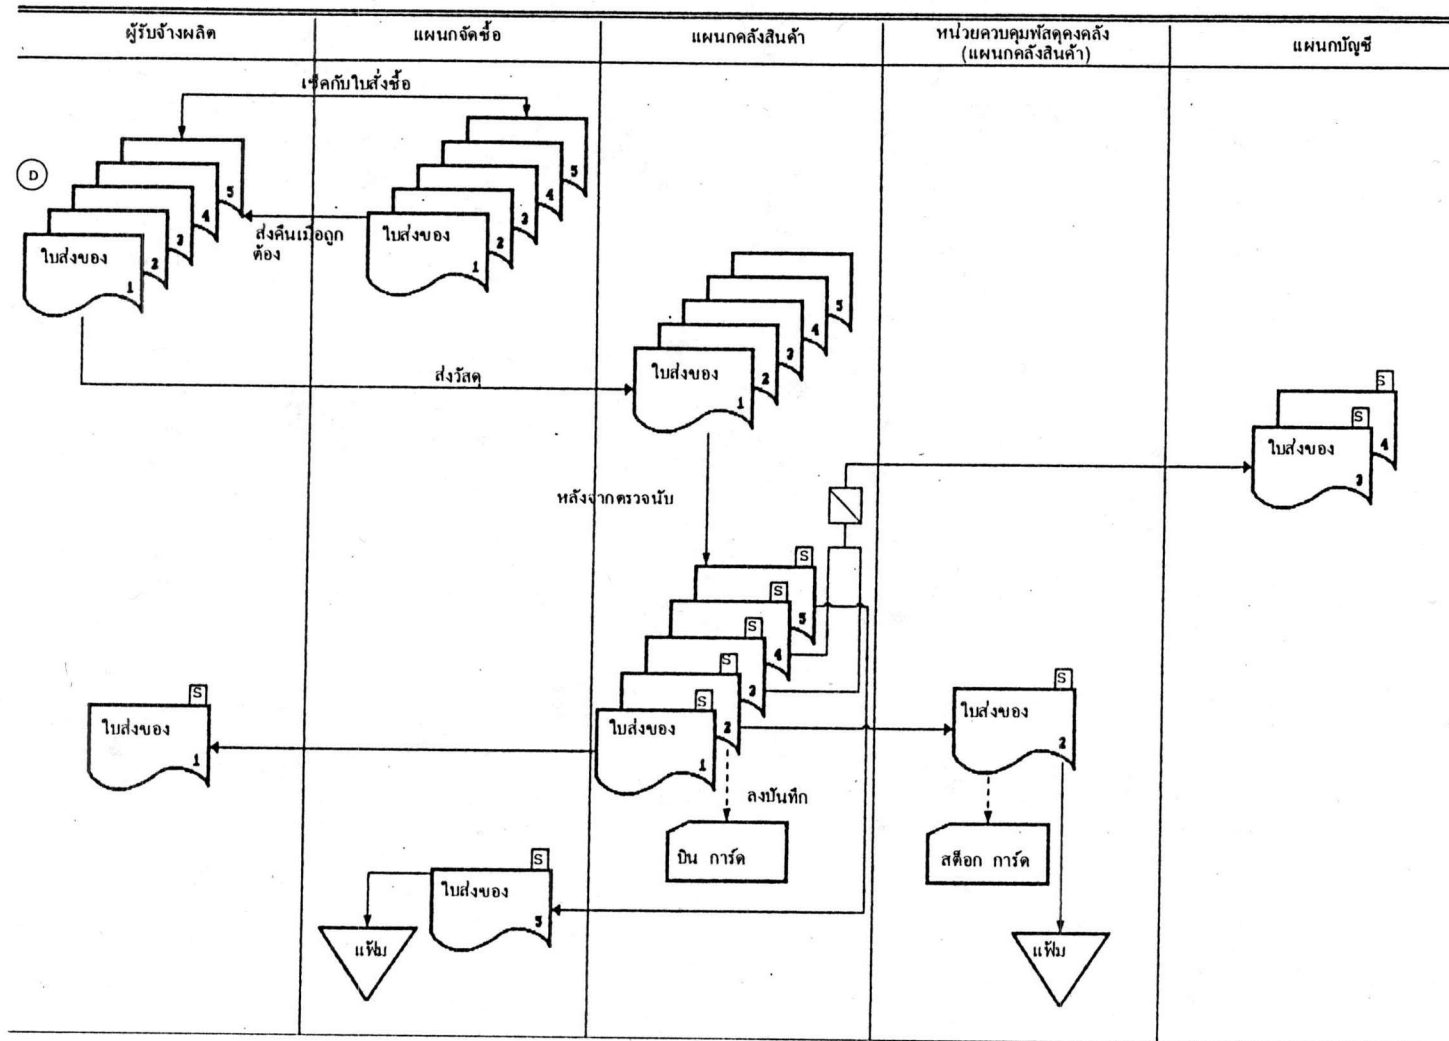 ผู้รับจ้างผลิต
แผนกจัดซื้อ
แผนกคลังสินค้า
หน่วยควบคุมพัสดุคงคลัง
(แผนกคลังสินค้า)
แผนกบัญชี
เช็คกับใบสั่งซื้อ
D
5
4
3
2
ใบส่งของ
1
ส่งคืนเมื่อถูก
ต้อง
5
4
3
2
ใบส่งของ
1
5
4
3
2
ใบส่งของ
1
ส่งวัสดุ
S
S
4
ใบส่งของ
3
หลังจากตรวจนับ
S
5
S
4
S
3
S
2
S
ใบส่งของ
1
S
ใบส่งของ
1
S
ใบส่งของ
2
ลงบันทึก
บิน การ์ด
สต็อก การ์ด
S
ใบส่งของ
5
แฟ้ม
แฟ้ม